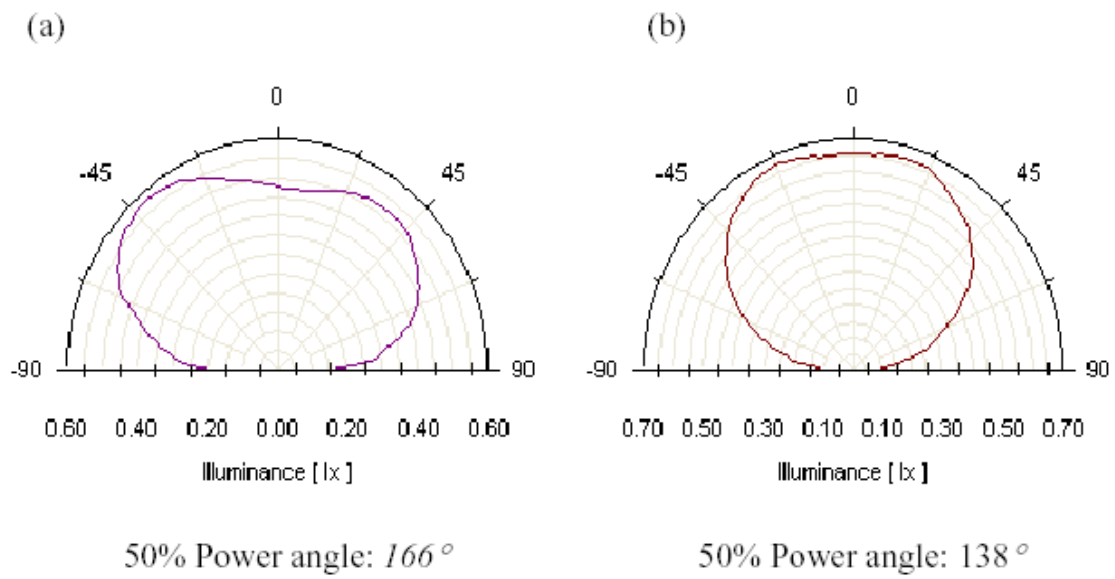 (a)
0
-45
45
-90
90
0.60 0.40 0.20 0.00 0.20 0.40 0.60
Illuminance [ lx ]
50% Power angle: 166°
(b)
0
-45
45
-90
90
0.70 0.50 0.30 0.10 0.10 0.30 0.50 0.70
Illuminance [ lx ]
50% Power angle: 138°